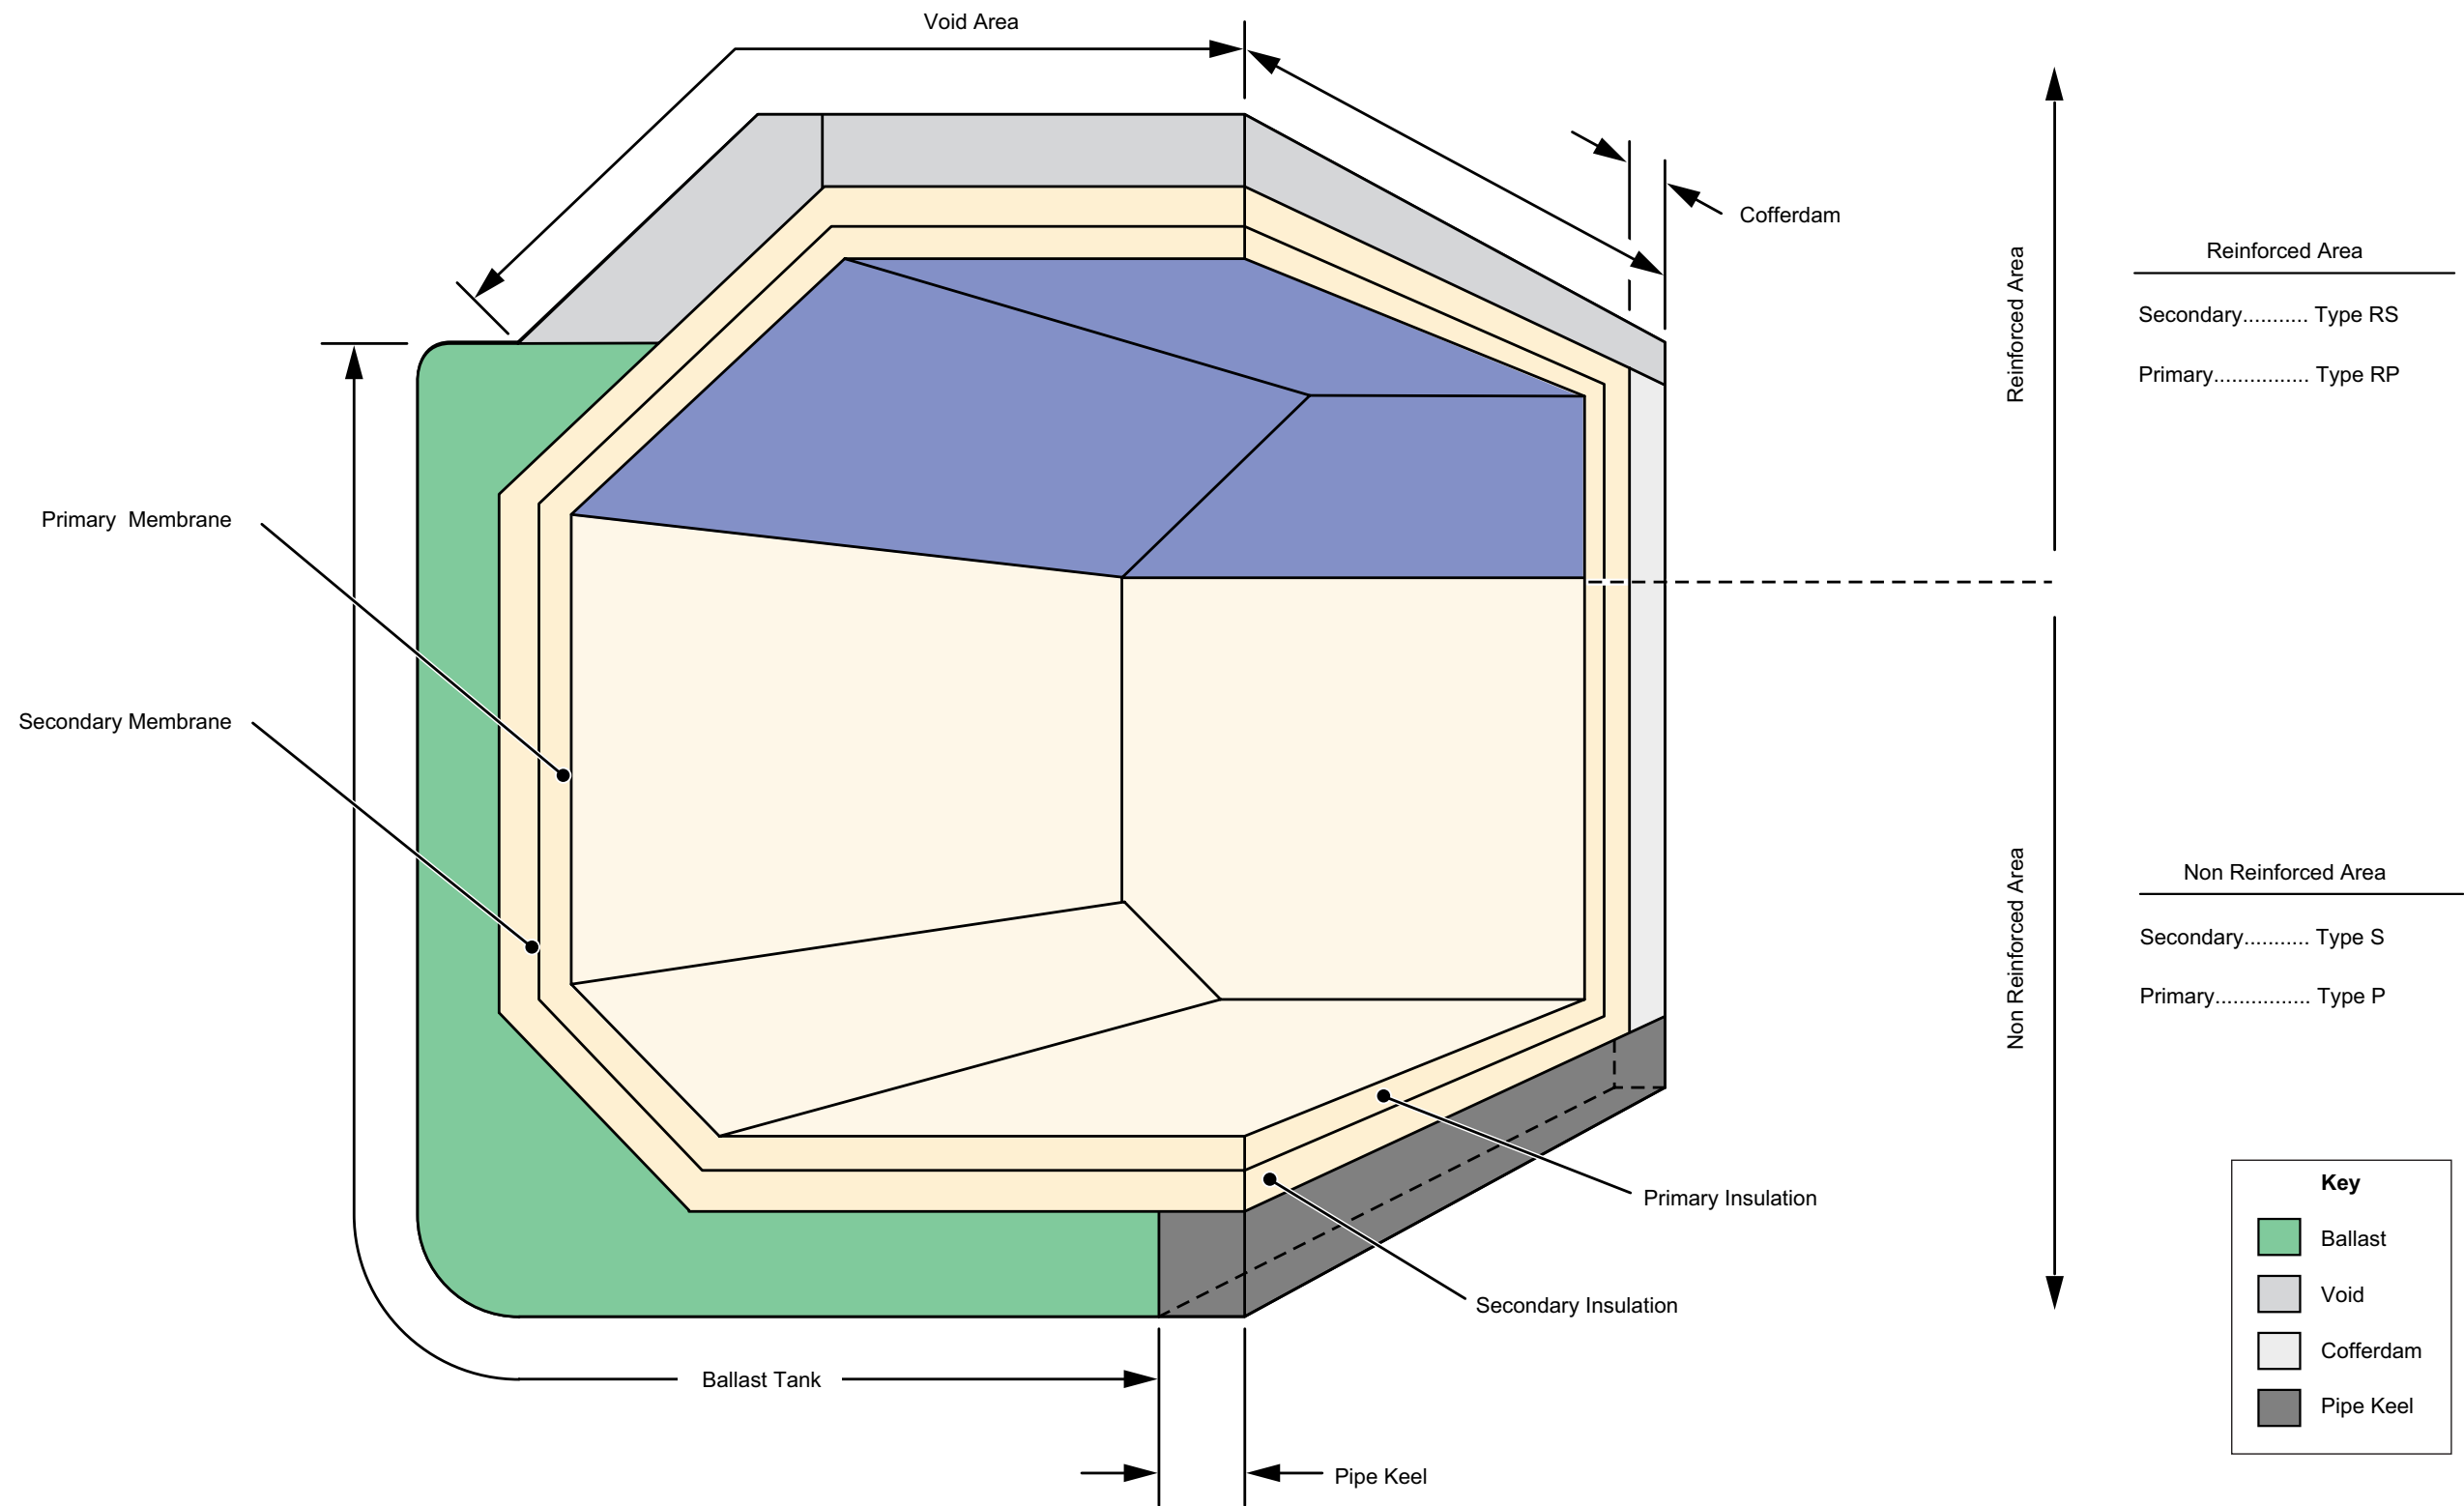 Void Area
Cofferdam
Reinforced Area
Reinforced Area
Secondary........... Type RS
Primary................ Type RP
Primary  Membrane
Secondary Membrane
Non Reinforced Area
Non Reinforced Area
Secondary........... Type S
Primary................ Type P
Primary Insulation
Secondary Insulation
Ballast Tank
Pipe Keel
Key
Ballast
Void
Cofferdam
Pipe Keel